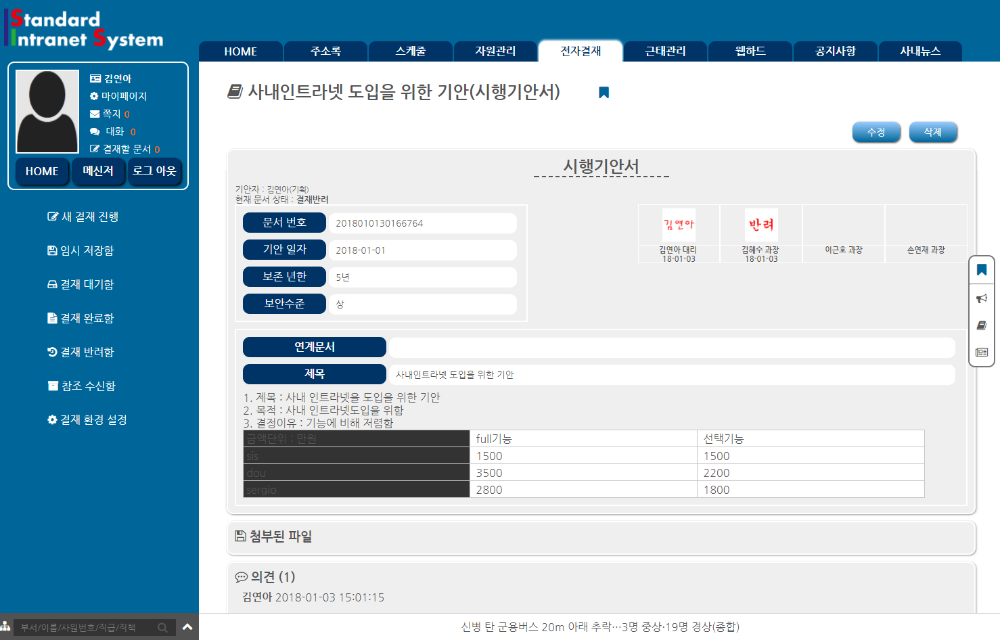 Standard
Intranet System
HOME
주소록
스케줄
자원관리
전자결재
근태관리
웹하드
공지사항
사내뉴스
김연아
마이페이지
쪽지 0
대화 0
결재할 문서 0
HOME
메신저
로그 아웃
새 결재 진행
임시 저장함
결재 대기함
결재 완료함
결재 반려함
참조 수신함
결재 환경 설정
부서/이름/사원번호/직급/직책
사내인트라넷 도입을 위한 기안(시행기안서)
수정
삭제
시행기안서
기안자 : 김연아(기획)
현재 문서 상태 : 결재반려
문서 번호 2018010130166764
기안 일자 2018-01-01
보존 년한 5년
보안수준 상
김연아
반려
김연아 대리
18-01-03
김혜수 과장
18-01-03
이근호 과장
손연재 과장
연계문서
제목 사내인트라넷 도입을 위한 기안
1. 제목 : 사내 인트라넷을 도입을 위한 기안
2. 목적 : 사내 인트라넷도입을 위함
3. 결정이유 : 기능에 비해 저렴함
금액단위 : 만원 full기능 선택기능
sis 1500 1500
dou 3500 2200
sergio 2800 1800
첨부된 파일
의견 (1)
김연아 2018-01-03 15:01:15
신병 탄 군용버스 20m 아래 추락…3명 중상·19명 경상(종합)